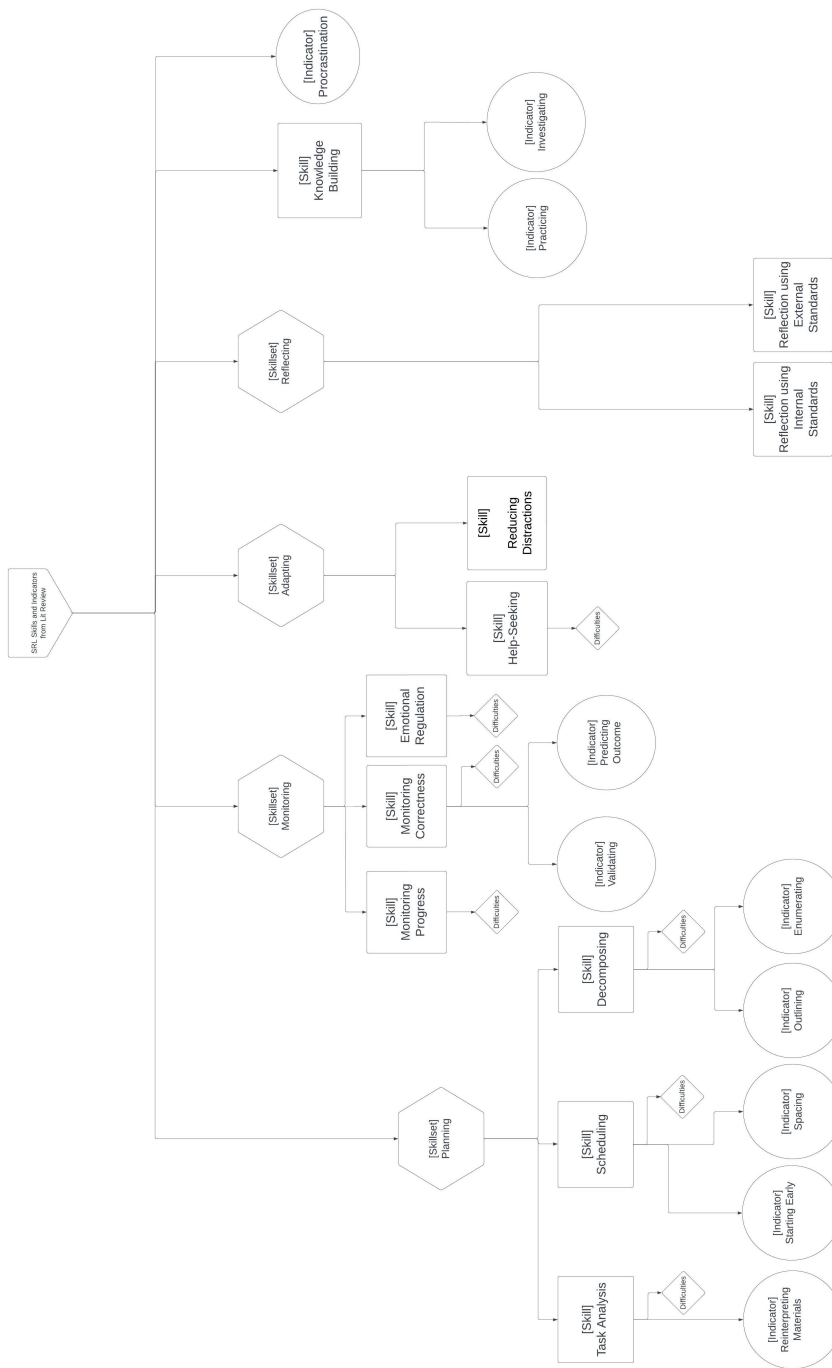 SRL Skills and Indicators
from Lit Review
[Skillset]
Planning
[Skill]
Task Analysis
Difficulties
[Indicator]
Reinterpreting
Materials
[Skill]
Scheduling
Difficulties
[Indicator]
Starting Early
[Indicator]
Spacing
[Skill]
Decomposing
Difficulties
[Indicator]
Outlining
[Indicator]
Enumerating
[Skillset]
Monitoring
[Skill]
Monitoring
Progress
Difficulties
[Skill]
Monitoring
Correctness
Difficulties
[Indicator]
Validating
[Indicator]
Predicting
Outcome
[Skill]
Emotional
Regulation
Difficulties
[Skillset]
Adapting
[Skill]
Help-Seeking
Difficulties
[Skill]
Reducing
Distractions
[Skillset]
Reflecting
[Skill]
Reflection using
Internal
Standards
[Skill]
Reflection using
External
Standards
[Skill]
Knowledge
Building
[Indicator]
Practicing
[Indicator]
Investigating
[Indicator]
Procrastination